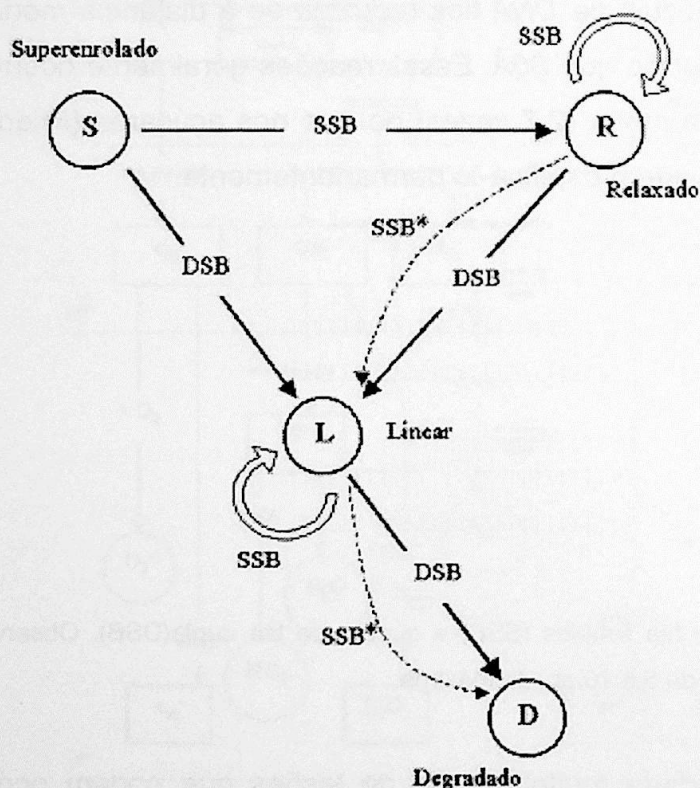 Superenrolado
SSB
S
SSB
R
Relaxado
SSB*
DSB
DSB
L
Linear
SSB
DSB
SSB*
D
Degradado